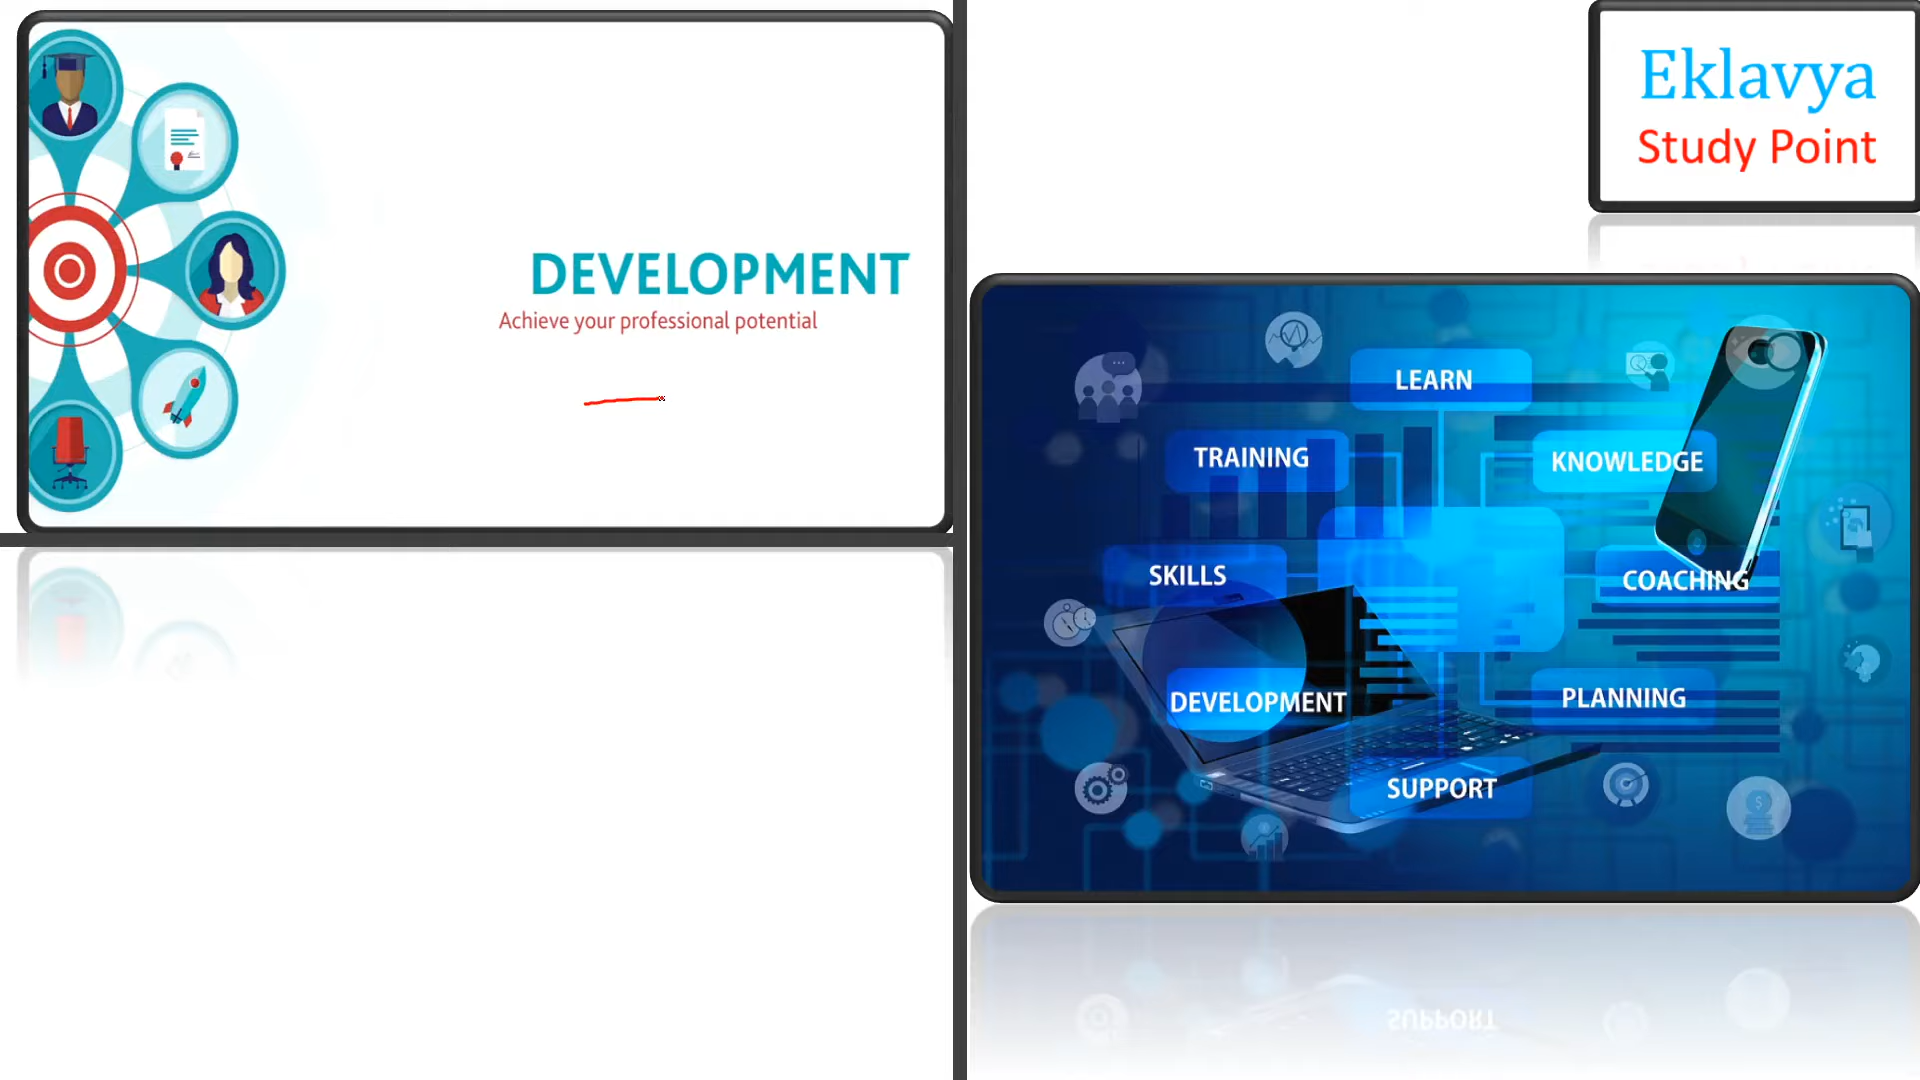 DEVELOPMENT
Achieve your professional potential
Eklavya
Study Point
LEARN
TRAINING
KNOWLEDGE
SKILLS
COACHING
DEVELOPMENT
PLANNING
SUPPORT